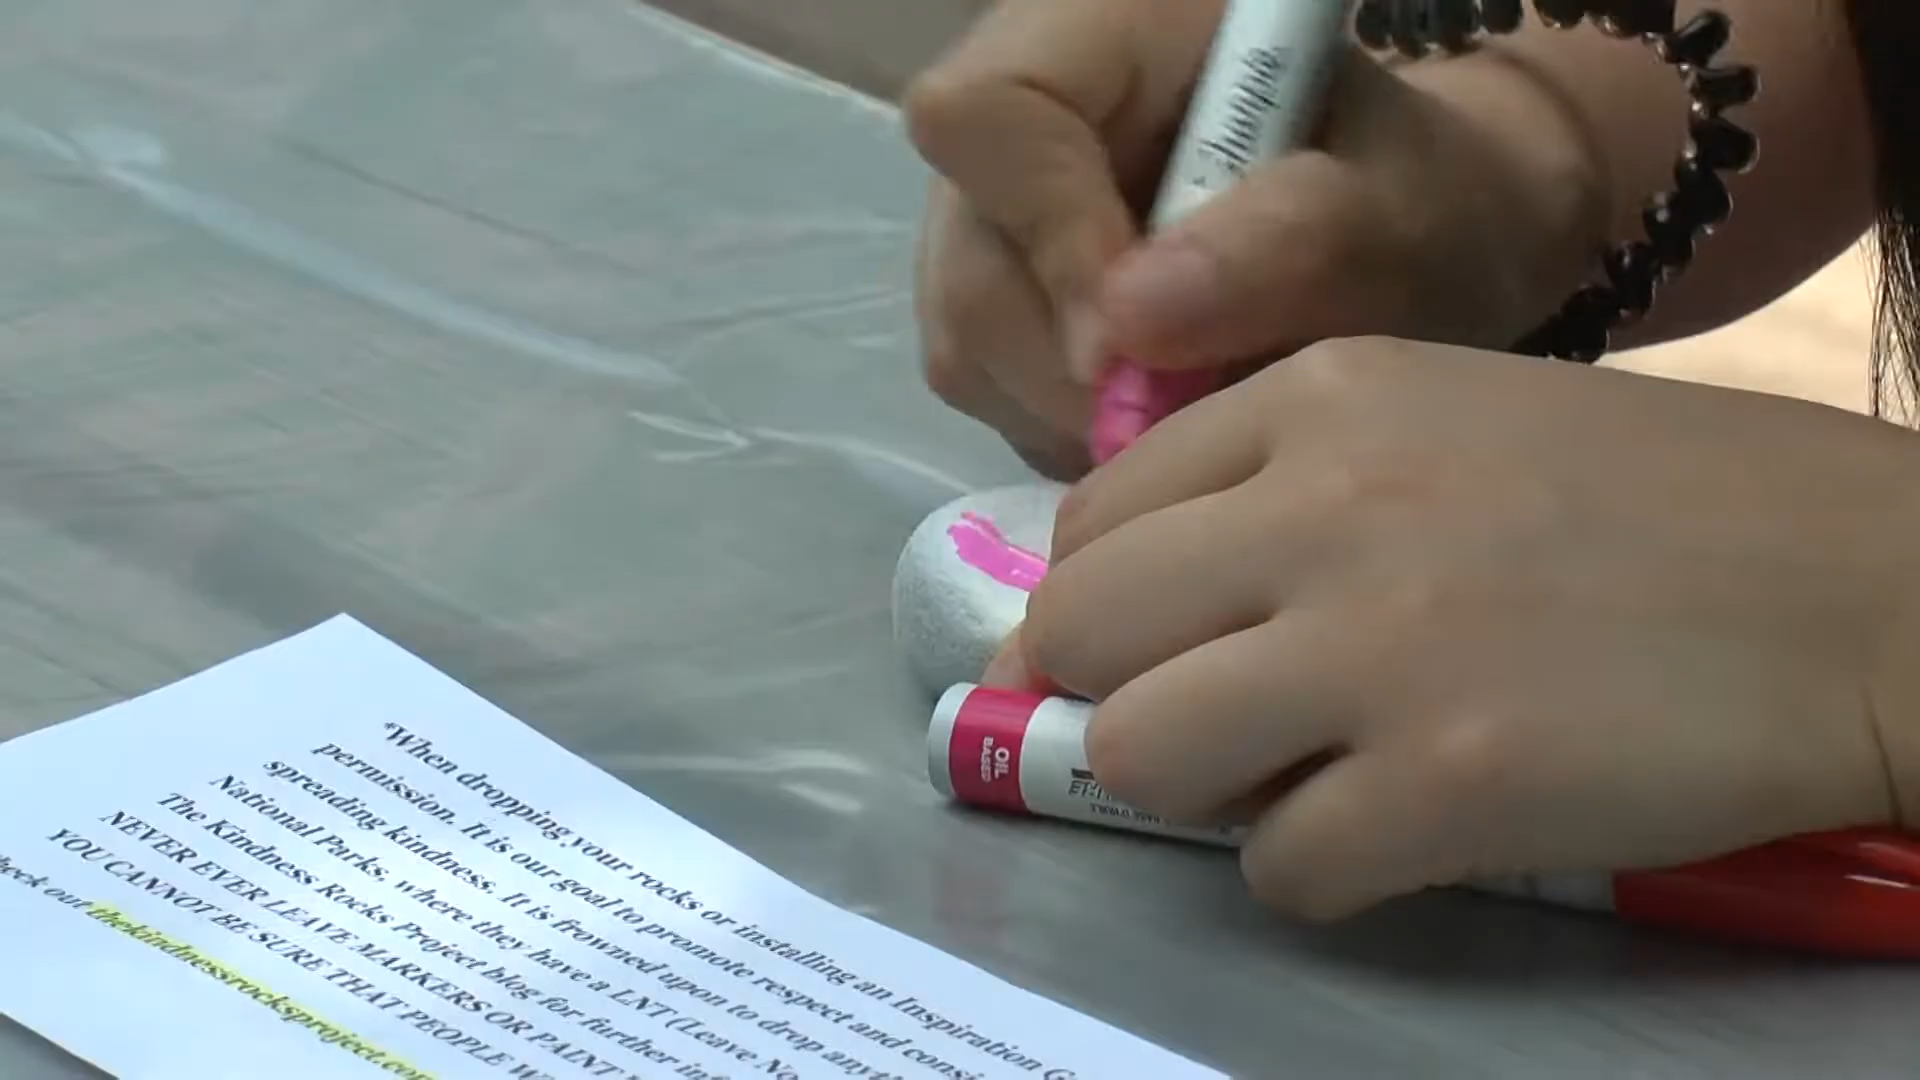 "When dropping your rocks or installing an Inspiration G
permission. It is our goal to promote respect and consi
spreading kindness. It is frowned upon to drop anyt
National Parks, where they have a LNT (Leave No
The Kindness Rocks Project blog for further inf
NEVER EVER LEAVE MARKERS OR PAINT
YOU CANNOT BE SURE THAT PEOPLE W
heck out thekindnessrocksproject.co
OIL
BASED